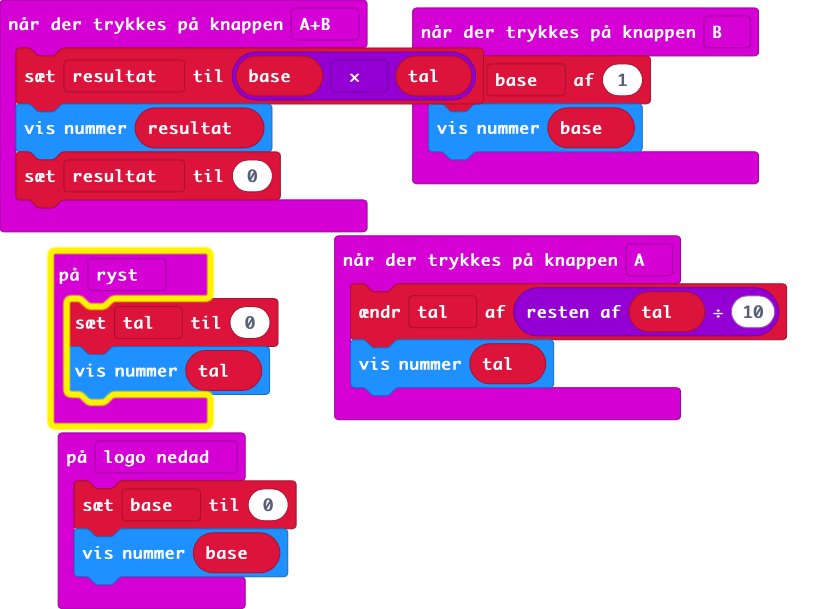 når der trykkes på knappen A+B
sæt resultat til base × tal
vis nummer resultat
sæt resultat til 0
når der trykkes på knappen B
base af 1
vis nummer base
på ryst
sæt tal til 0
vis nummer tal
når der trykkes på knappen A
ændr tal af resten af tal ÷ 10
vis nummer tal
på logo nedad
sæt base til 0
vis nummer base